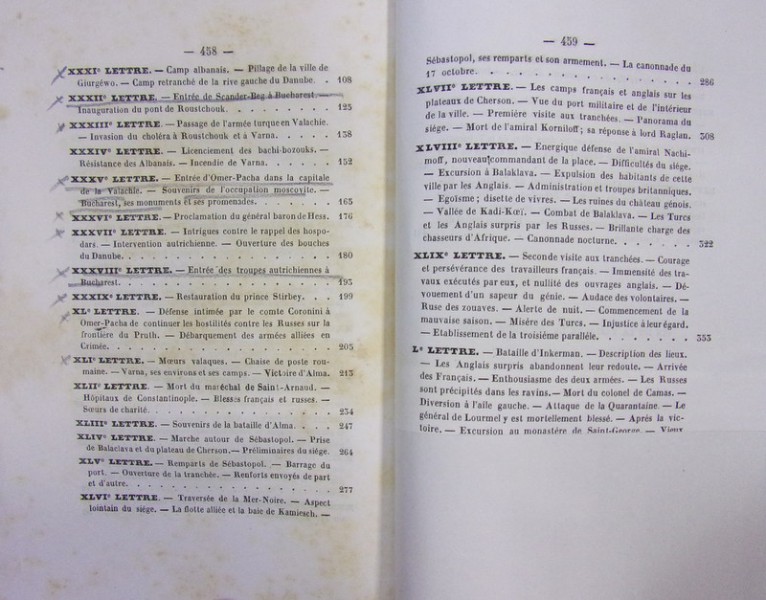 — 458 —
XXXIe LETTRE. — Camp albanais. — Pillage de la ville de
Giurgéwo. — Camp retranché de la rive gauche du Danube. . 108
XXXIIe LETTRE. — Entrée de Scander-Beg à Bucharest. —
Inauguration du pont de Roustchouk. . . . . . . . . 125
XXXIIIe LETTRE. — Passage de l'armée turque en Valachie.
— Invasion du choléra à Roustchouk et à Varna. . . . . . 138
XXXIVe LETTRE. — Licenciement des bachi-bozouks. —
Résistance des Albanais. — Incendie de Varna. . . . . . . 152
XXXVe LETTRE. — Entrée d'Omer-Pacha dans la capitale
de la Valachie. — Souvenirs de l'occupation moscovite. —
Bucharest, ses monuments et ses promenades. . . . . . . 165
XXXVIe LETTRE. — Proclamation du général baron de Hess. 176
XXXVIIe LETTRE. — Intrigues contre le rappel des hospo-
dars. — Intervention autrichienne. — Ouverture des bouches
du Danube. . . . . . . . . . . . . . . . . 180
XXXVIIIe LETTRE. — Entrée des troupes autrichiennes à
Bucharest. . . . . . . . . . . . . . . . . 193
XXXIXe LETTRE. — Restauration du prince Stirbey. . . 199
XLe LETTRE. — Défense intimée par le comte Coronini à
Omer-Pacha de continuer les hostilités contre les Russes sur la
frontière du Pruth. — Débarquement des armées alliées en
Crimée. . . . . . . . . . . . . . . . . . 205
XLIe LETTRE. — Mœurs valaques. — Chaise de poste rou-
maine. — Varna, ses environs et ses camps. — Victoire d'Alma. 213
XLIIe LETTRE. — Mort du maréchal de Saint-Arnaud. —
Hôpitaux de Constantinople. — Blessés français et russes. —
Sœurs de charité. . . . . . . . . . . . . . . 234
XLIIIe LETTRE. — Souvenirs de la bataille d'Alma. . . . 247
XLIVe LETTRE. — Marche autour de Sébastopol. — Prise
de Balaclava et du plateau de Cherson. — Préliminaires du siége. 264
XLVe LETTRE. — Remparts de Sébastopol. — Barrage du
port. — Ouverture de la tranchée. — Renforts envoyés de part
et d'autre. . . . . . . . . . . . . . . . . 277
XLVIe LETTRE. — Traversée de la Mer-Noire. — Aspect
lointain du siége. — La flotte alliée et la baie de Kamiesch. —
— 459 —
Sébastopol, ses remparts et son armement. — La canonnade du
17 octobre. . . . . . . . . . . . . . . . . 286
XLVIIe LETTRE. — Les camps français et anglais sur les
plateaux de Cherson. — Vue du port militaire et de l'intérieur
de la ville. — Première visite aux tranchées. — Panorama du
siége. — Mort de l'amiral Korniloff; sa réponse à lord Raglan. 308
XLVIIIe LETTRE. — Energique défense de l'amiral Nachi-
moff, nouveau commandant de la place. — Difficultés du siége.
— Excursion à Balaklava. — Expulsion des habitants de cette
ville par les Anglais. — Administration et troupes britanniques.
— Egoïsme; disette de vivres. — Les ruines du château génois.
— Vallée de Kadi-Kœï. — Combat de Balaklava. — Les Turcs
et les Anglais surpris par les Russes. — Brillante charge des
chasseurs d'Afrique. — Canonnade nocturne. . . . . . . 322
XLIXe LETTRE. — Seconde visite aux tranchées. — Courage
et persévérance des travailleurs français. — Immensité des tra-
vaux exécutés par eux, et nullité des ouvrages anglais. — Dé-
vouement d'un sapeur du génie. — Audace des volontaires. —
Ruse des zouaves. — Alerte de nuit. — Commencement de la
mauvaise saison. — Misère des Turcs. — Injustice à leur égard.
— Etablissement de la troisième parallèle. . . . . . . . 353
Le LETTRE. — Bataille d'Inkerman. — Description des lieux.
— Les Anglais surpris abandonnent leur redoute. — Arrivée
des Français. — Enthousiasme des deux armées. — Les Russes
sont précipités dans les ravins. — Mort du colonel de Camas. —
Diversion à l'aile gauche. — Attaque de la Quarantaine. — Le
général de Lourmel y est mortellement blessé. — Après la vic-
toire. — Excursion au monastère de Saint-George. — Vieux